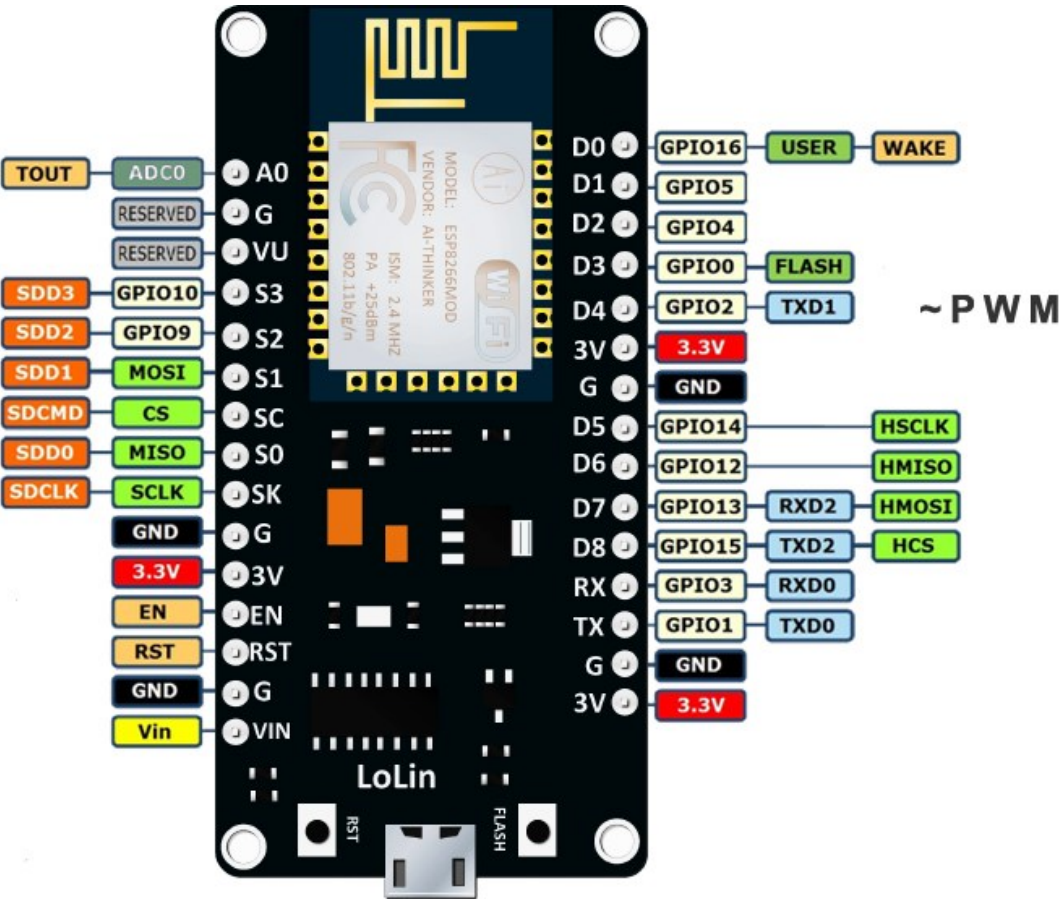 TOUT ADC0 A0
RESERVED G
RESERVED VU
SDD3 GPIO10 S3
SDD2 GPIO9 S2
SDD1 MOSI S1
SDCMD CS SC
SDD0 MISO S0
SDCLK SCLK SK
GND G
3.3V 3V
EN EN
RST RST
GND G
Vin VIN
FCC
Ai
MODEL: ESP8266MOD
VENDOR: AI-THINKER
ISM: 2.4 MHZ
PA +25dBm
802.11b/g/n
Wi Fi
D0 GPIO16 USER WAKE
D1 GPIO5
D2 GPIO4
D3 GPIO0 FLASH
D4 GPIO2 TXD1
3V 3.3V
G GND
D5 GPIO14 HSCLK
D6 GPIO12 HMISO
D7 GPIO13 RXD2 HMOSI
D8 GPIO15 TXD2 HCS
RX GPIO3 RXD0
TX GPIO1 TXD0
G GND
3V 3.3V
~PWM
LoLin
RST
FLASH